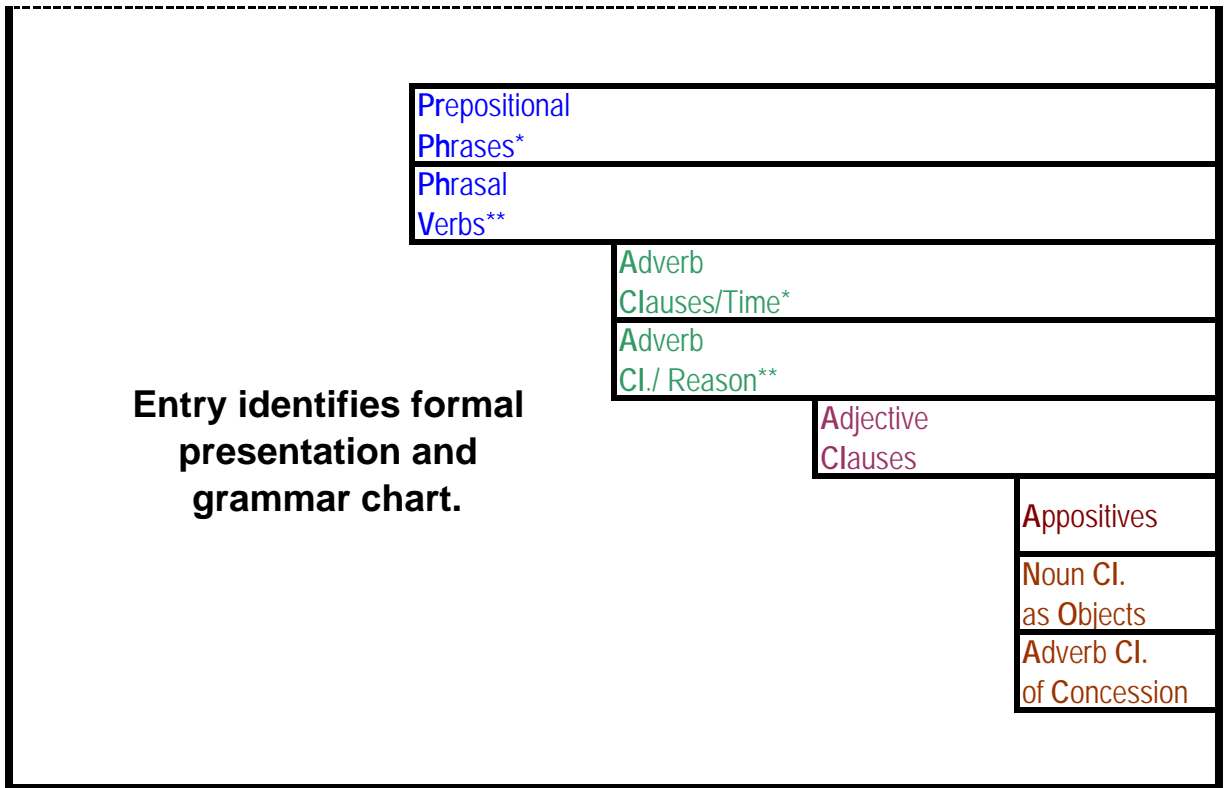 Prepositional
Phrases*
Phrasal
Verbs**
Adverb
Clauses/Time*
Adverb
Cl./ Reason**
Entry identifies formal
presentation and
grammar chart.
Adjective
Clauses
Appositives
Noun Cl.
as Objects
Adverb Cl.
of Concession